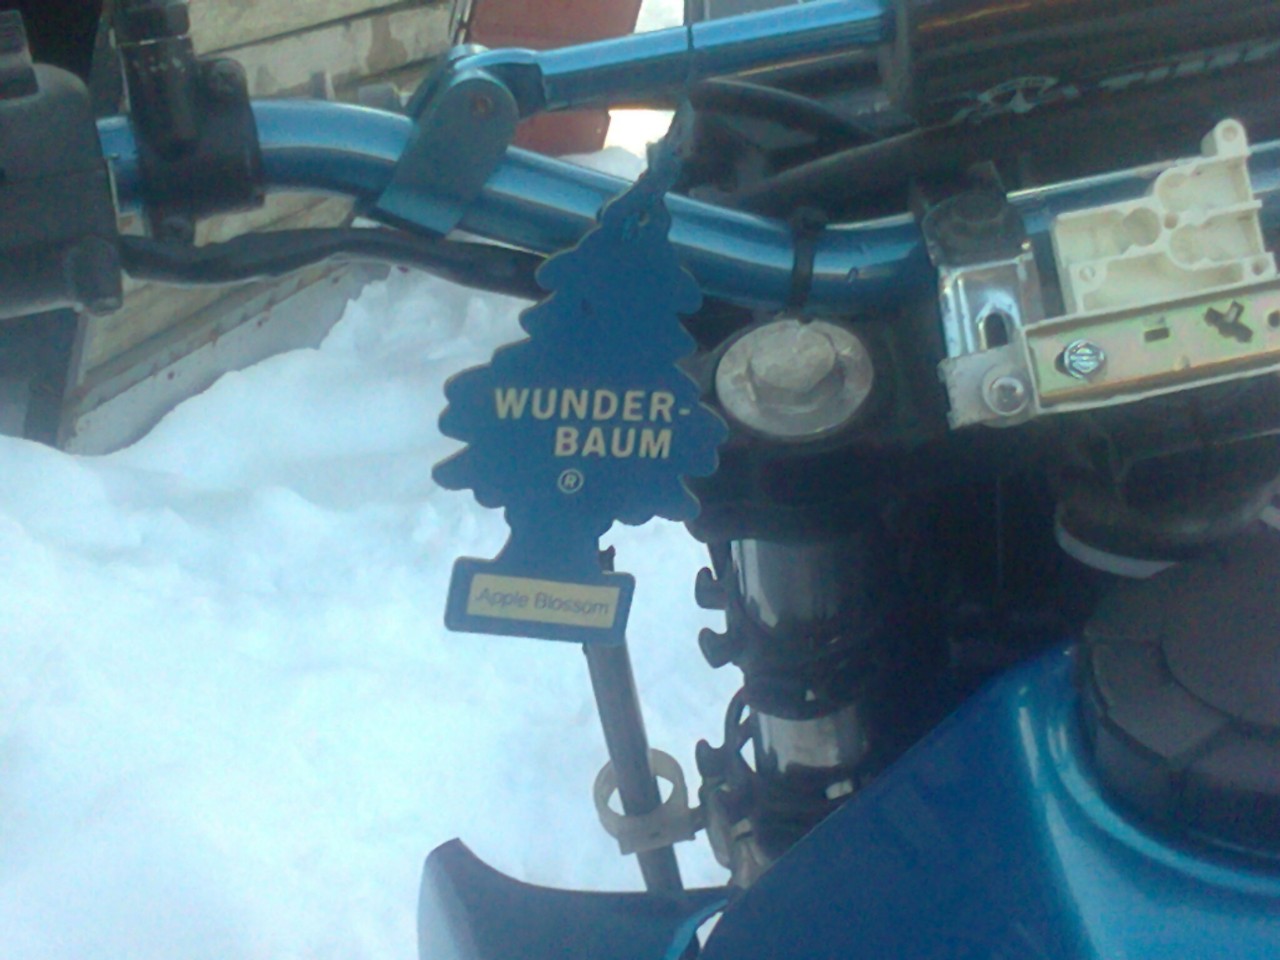 WUNDER-
BAUM
®
Apple Blossom